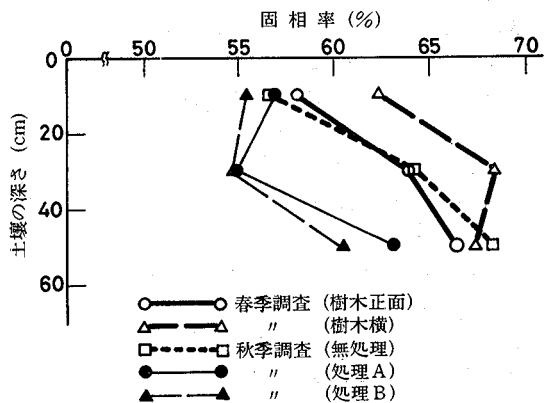 固相率(%)
0 50 55 60 65 70
土壌の深さ(cm)
20
40
60
春季調査(樹木正面)
〃(樹木横)
秋季調査(無処理)
〃(処理A)
〃(処理B)